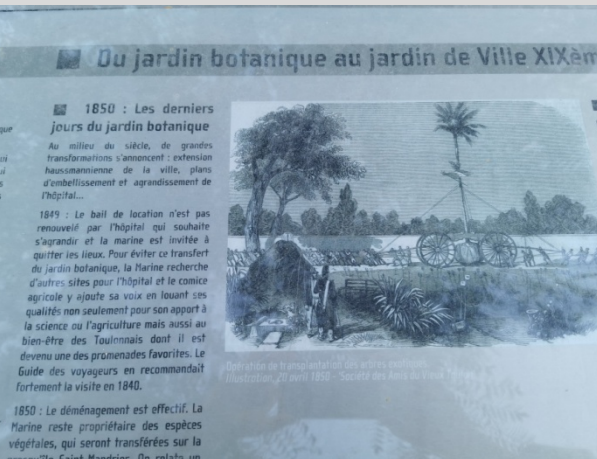 Du jardin botanique au jardin de Ville XIXèm
1850 : Les derniers
jours du jardin botanique
Au milieu du siècle, de grandes
transformations s'annoncent : extension
haussmannienne de la ville, plans
d'embellissement et agrandissement de
l'hôpital...
1849 : Le bail de location n'est pas
renouvelé par l'hôpital qui souhaite
s'agrandir et la marine est invitée à
quitter les lieux. Pour éviter ce transfert
du jardin botanique, la Marine recherche
d'autres sites pour l'hôpital et le comice
agricole y ajoute sa voix en louant ses
qualités non seulement pour son apport à
la science ou l'agriculture mais aussi au
bien-être des Toulonnais dont il est
devenu une des promenades favorites. Le
Guide des voyageurs en recommandait
fortement la visite en 1840.
1850 : Le déménagement est effectif. La
Marine reste propriétaire des espèces
végétales, qui seront transférées sur la
Saint Mandrier. On relate un
Opération de transplantation des arbres exotiques
Illustration, 20 avril 1850 - Société des Amis du Vieux